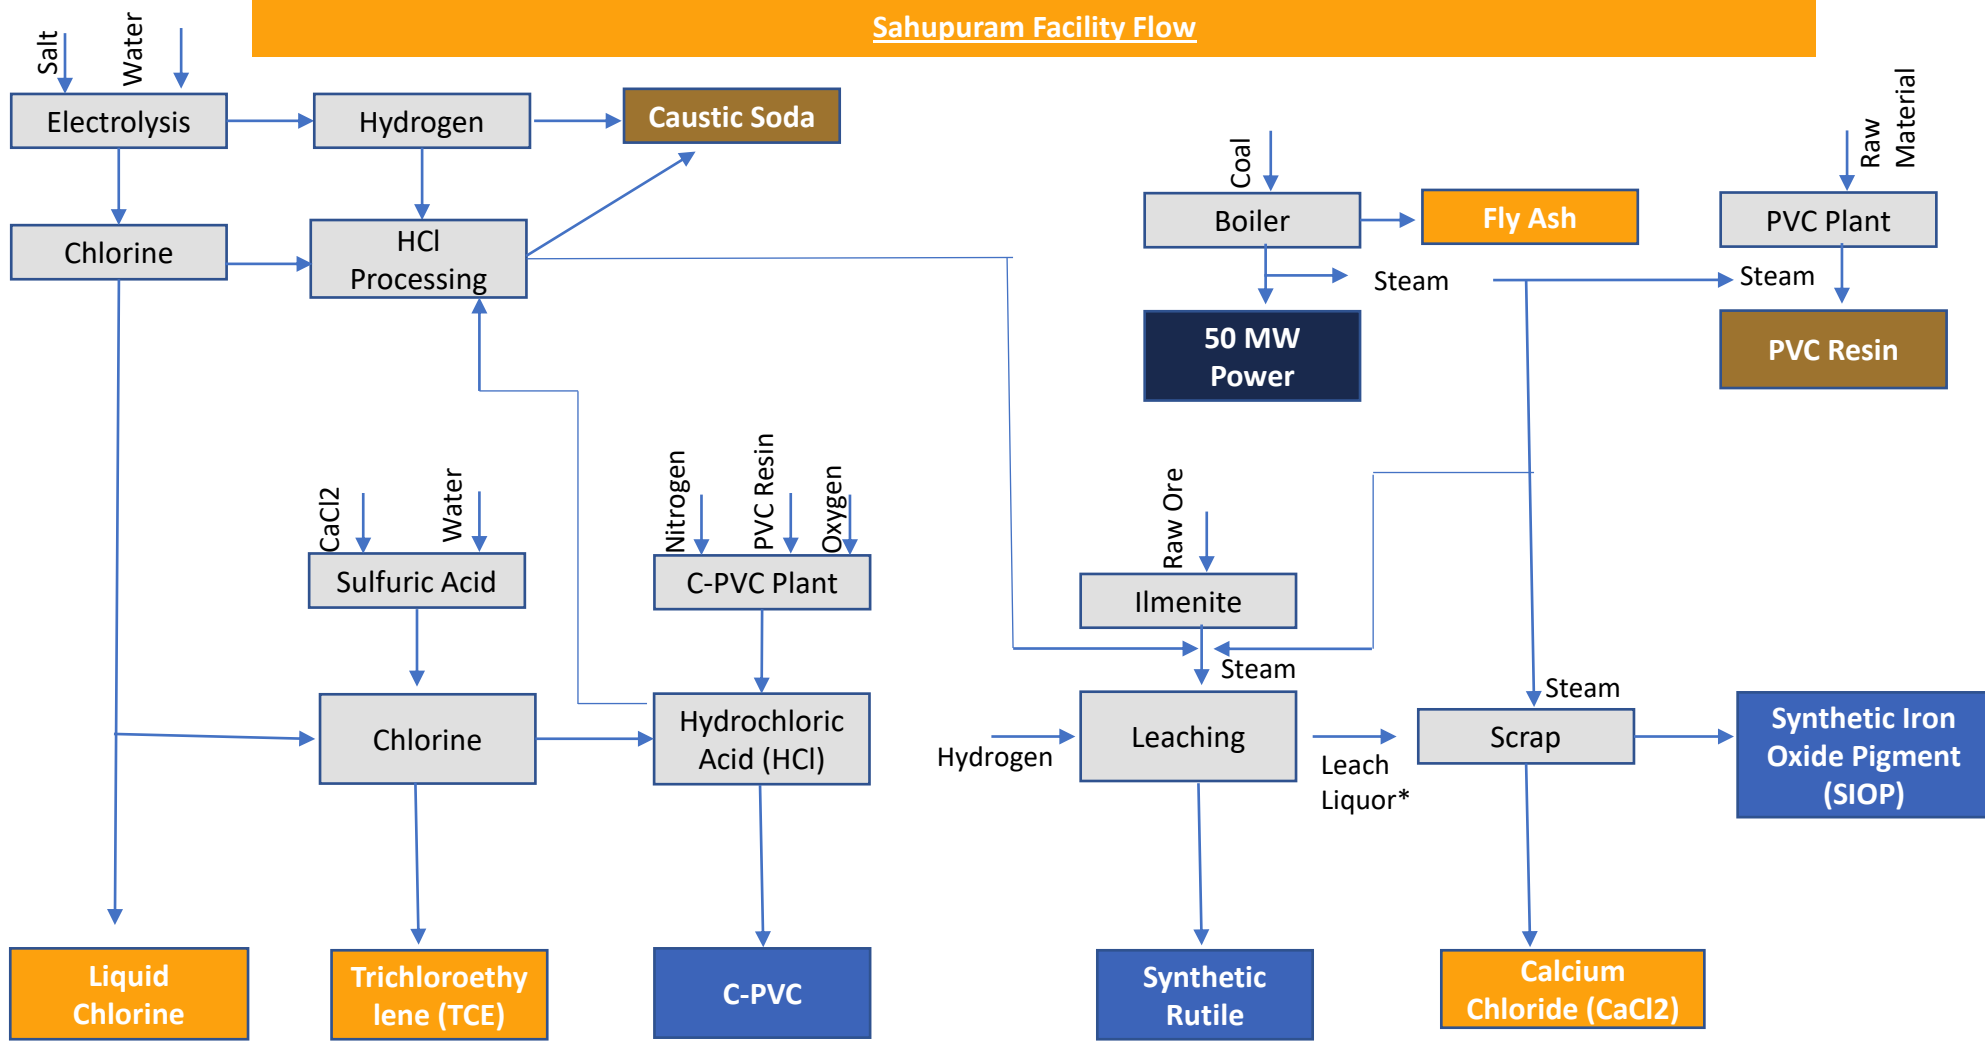 Sahupuram Facility Flow
Salt
Water
Electrolysis
Hydrogen
Caustic Soda
Coal
Raw
Material
Chlorine
HCl
Processing
Boiler
Fly Ash
PVC Plant
Steam
Steam
50 MW
Power
PVC Resin
CaCl2
Water
Nitrogen
PVC Resin
Oxygen
Raw Ore
Sulfuric Acid
C-PVC Plant
Ilmenite
Steam
Steam
Chlorine
Hydrochloric
Acid (HCl)
Hydrogen
Leaching
Leach
Liquor*
Scrap
Synthetic Iron
Oxide Pigment
(SIOP)
Liquid
Chlorine
Trichloroethy
lene (TCE)
C-PVC
Synthetic
Rutile
Calcium
Chloride (CaCl2)